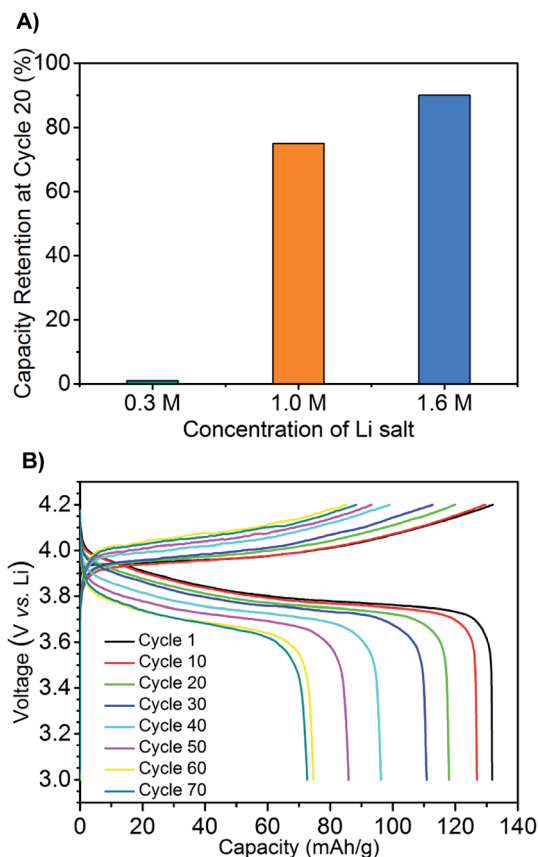 A)
Capacity Retention at Cycle 20 (%)
100
80
60
40
20
0
0.3 M 1.0 M 1.6 M
Concentration of Li salt
B)
Voltage (V vs. Li)
4.2
4.0
3.8
3.6
3.4
3.2
3.0
Cycle 1
Cycle 10
Cycle 20
Cycle 30
Cycle 40
Cycle 50
Cycle 60
Cycle 70
0 20 40 60 80 100 120 140
Capacity (mAh/g)